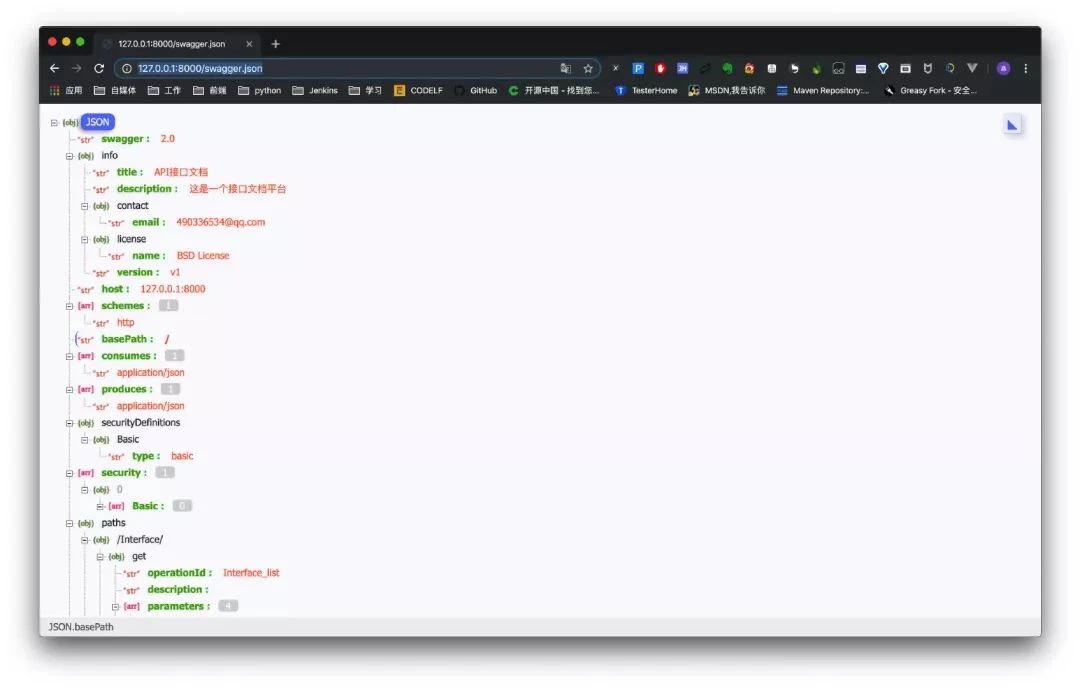 127.0.0.1:8000/swagger.json
127.0.0.1:8000/swagger.json
应用 自媒体 工作 前端 python Jenkins 学习 CODELF GitHub 开源中国 - 找到您... TesterHome MSDN,我告诉你 Maven Repository:... Greasy Fork - 安全...
{obj} JSON
"str" swagger : 2.0
{obj} info
"str" title : API接口文档
"str" description : 这是一个接口文档平台
{obj} contact
"str" email : 490336534@qq.com
{obj} license
"str" name : BSD License
"str" version : v1
"str" host : 127.0.0.1:8000
[arr] schemes : 1
"str" http
"str" basePath : /
[arr] consumes : 1
"str" application/json
[arr] produces : 1
"str" application/json
{obj} securityDefinitions
{obj} Basic
"str" type : basic
[arr] security : 1
{obj} 0
[arr] Basic : 0
{obj} paths
{obj} /Interface/
{obj} get
"str" operationId : Interface_list
"str" description :
[arr] parameters : 4
JSON.basePath